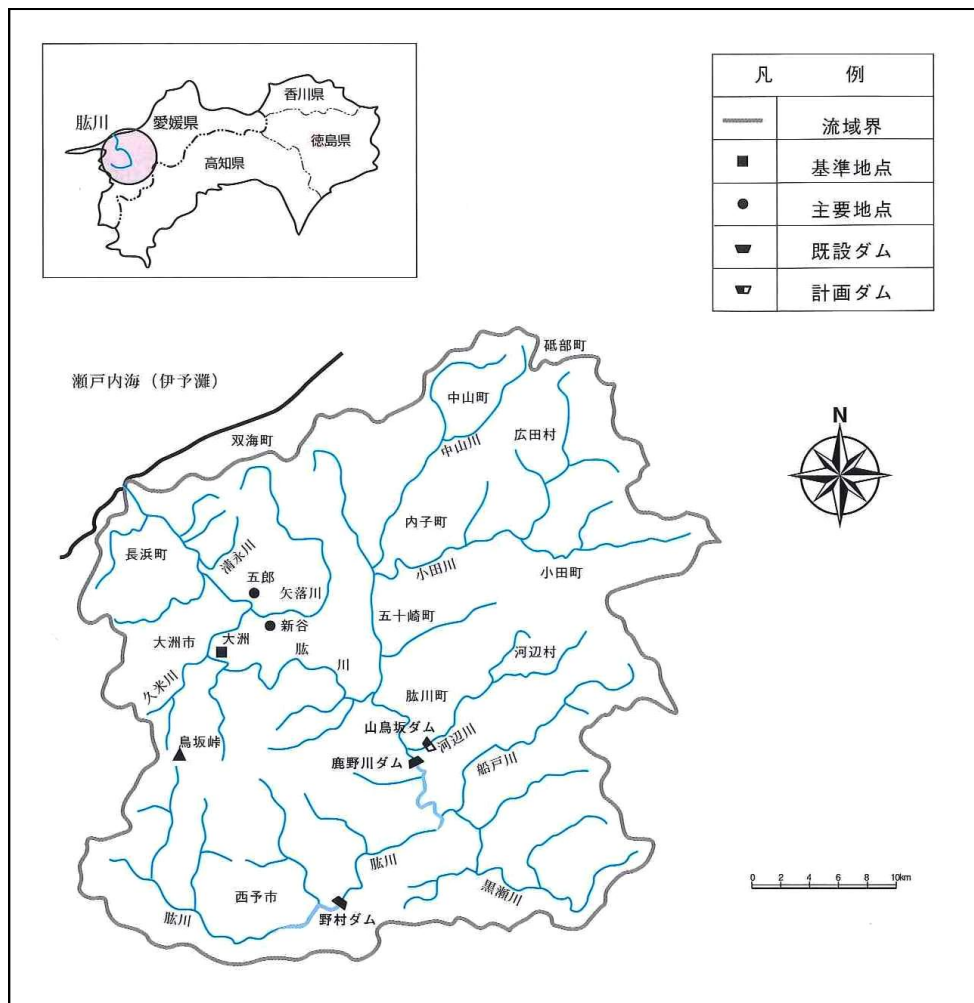 肱川
愛媛県
香川県
徳島県
高知県
凡 例
流域界
基準地点
主要地点
既設ダム
計画ダム
瀬戸内海（伊予灘）
砥部町
中山町
双海町
中山川
広田村
N
内子町
長浜町
清永川
小田川
小田町
五郎
矢落川
五十崎町
新谷
大洲市
大洲
肱川
河辺村
久米川
肱川町
山鳥坂ダム
河辺川
鳥坂峠
鹿野川ダム
船戸川
肱川
黒瀬川
0 2 4 6 8 10km
西予市
肱川
野村ダム